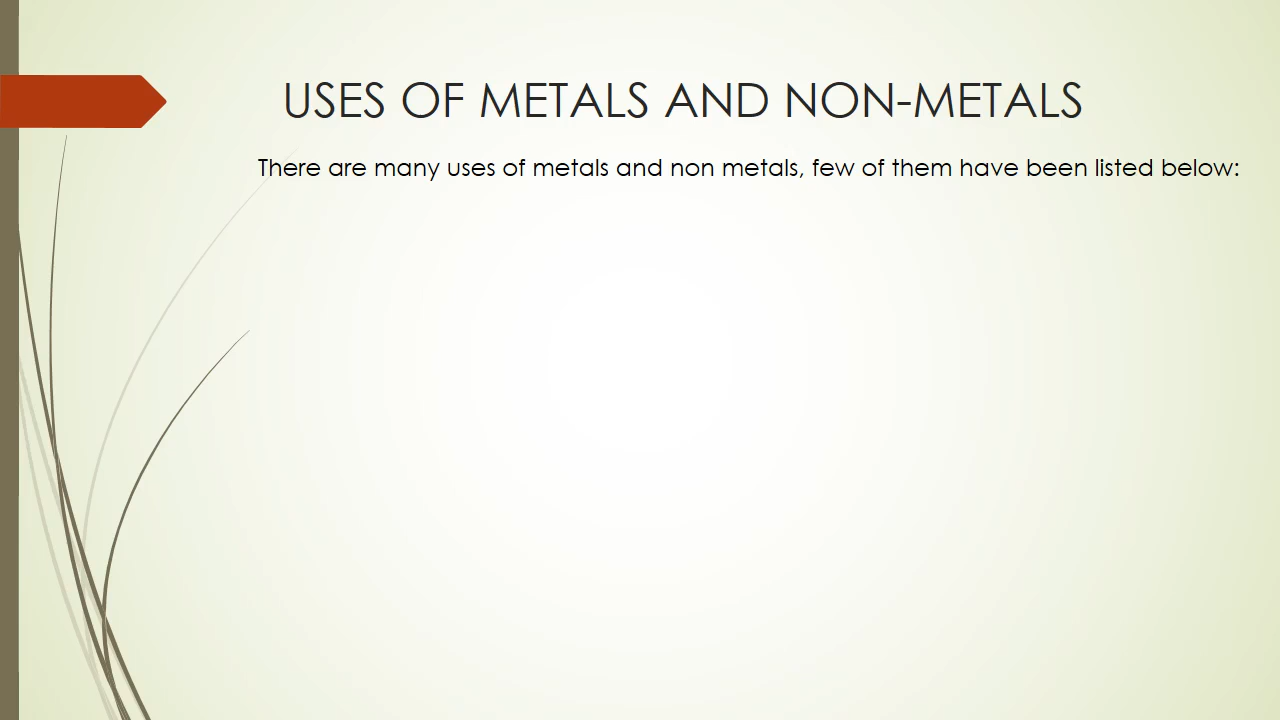 USES OF METALS AND NON-METALS
There are many uses of metals and non metals, few of them have been listed below: